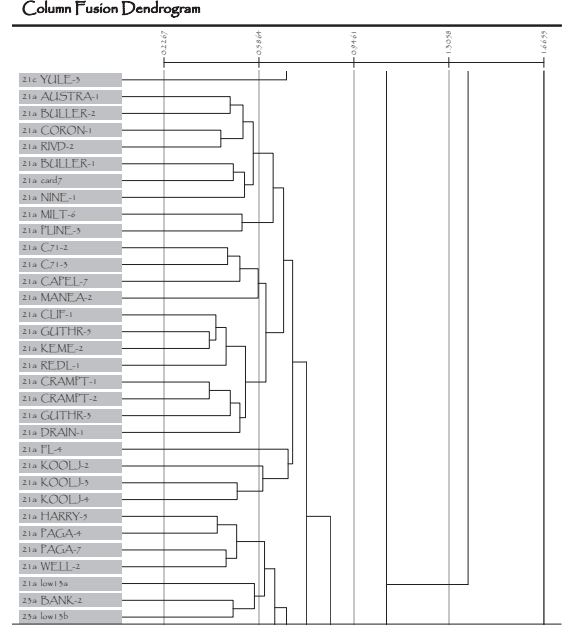 Column Fusion Dendrogram
0.2267 0.5864 0.9461 1.3058 1.6655
21c YULE-3
21a AUSTRA-1
21a BULLER-2
21a CORON-1
21a RIVD-2
21a BULLER-1
21a card7
21a NINE-1
21a MILT-6
21a PUNE-3
21a C71-2
21a C71-3
21a CAPEL-7
21a MANEA-2
21a CLIF-1
21a GUTHR-5
21a KEME-2
21a REDL-1
21a CRAMPT-1
21a CRAMPT-2
21a GUTHR-3
21a DRAIN-1
21a FL-4
21a KOOLJ-2
21a KOOLJ-3
21a KOOLJ-4
21a HARRY-5
21a PAGA-4
21a PAGA-7
21a WELL-2
21a low13a
23a BANK-2
23a low13b